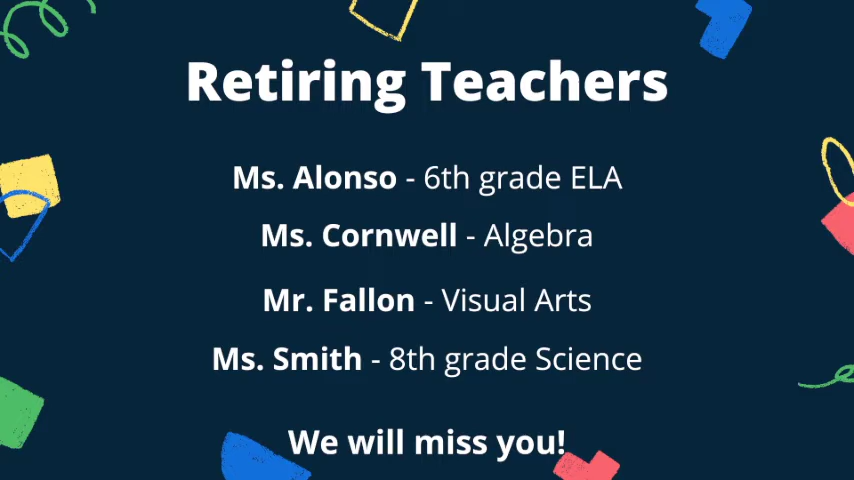 Retiring Teachers
Ms. Alonso - 6th grade ELA
Ms. Cornwell - Algebra
Mr. Fallon - Visual Arts
Ms. Smith - 8th grade Science
We will miss you!